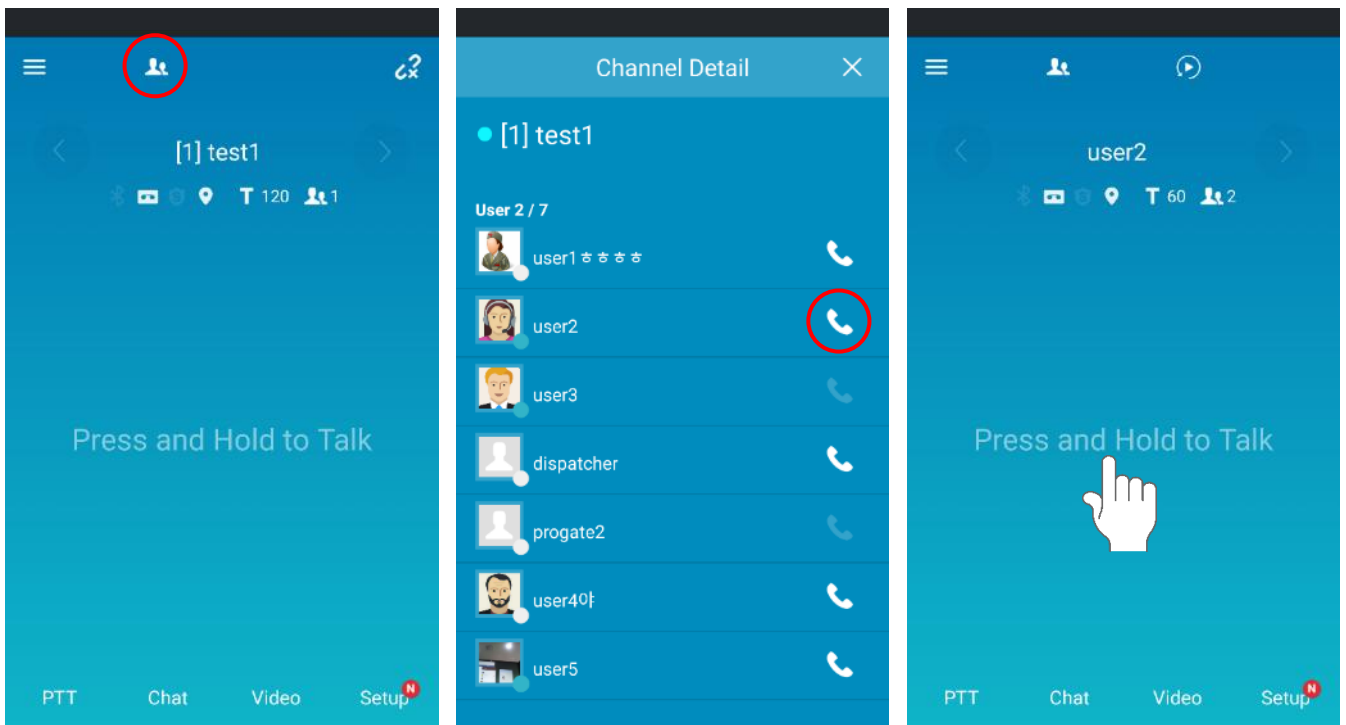 [1] test1
T 120 1
Press and Hold to Talk
PTT Chat Video Setup N
Channel Detail
[1] test1
User 2 / 7
user1ㅎㅎㅎㅎ
user2
user3
dispatcher
progate2
user4야
user5
user2
T 60 2
Press and Hold to Talk
PTT Chat Video Setup N